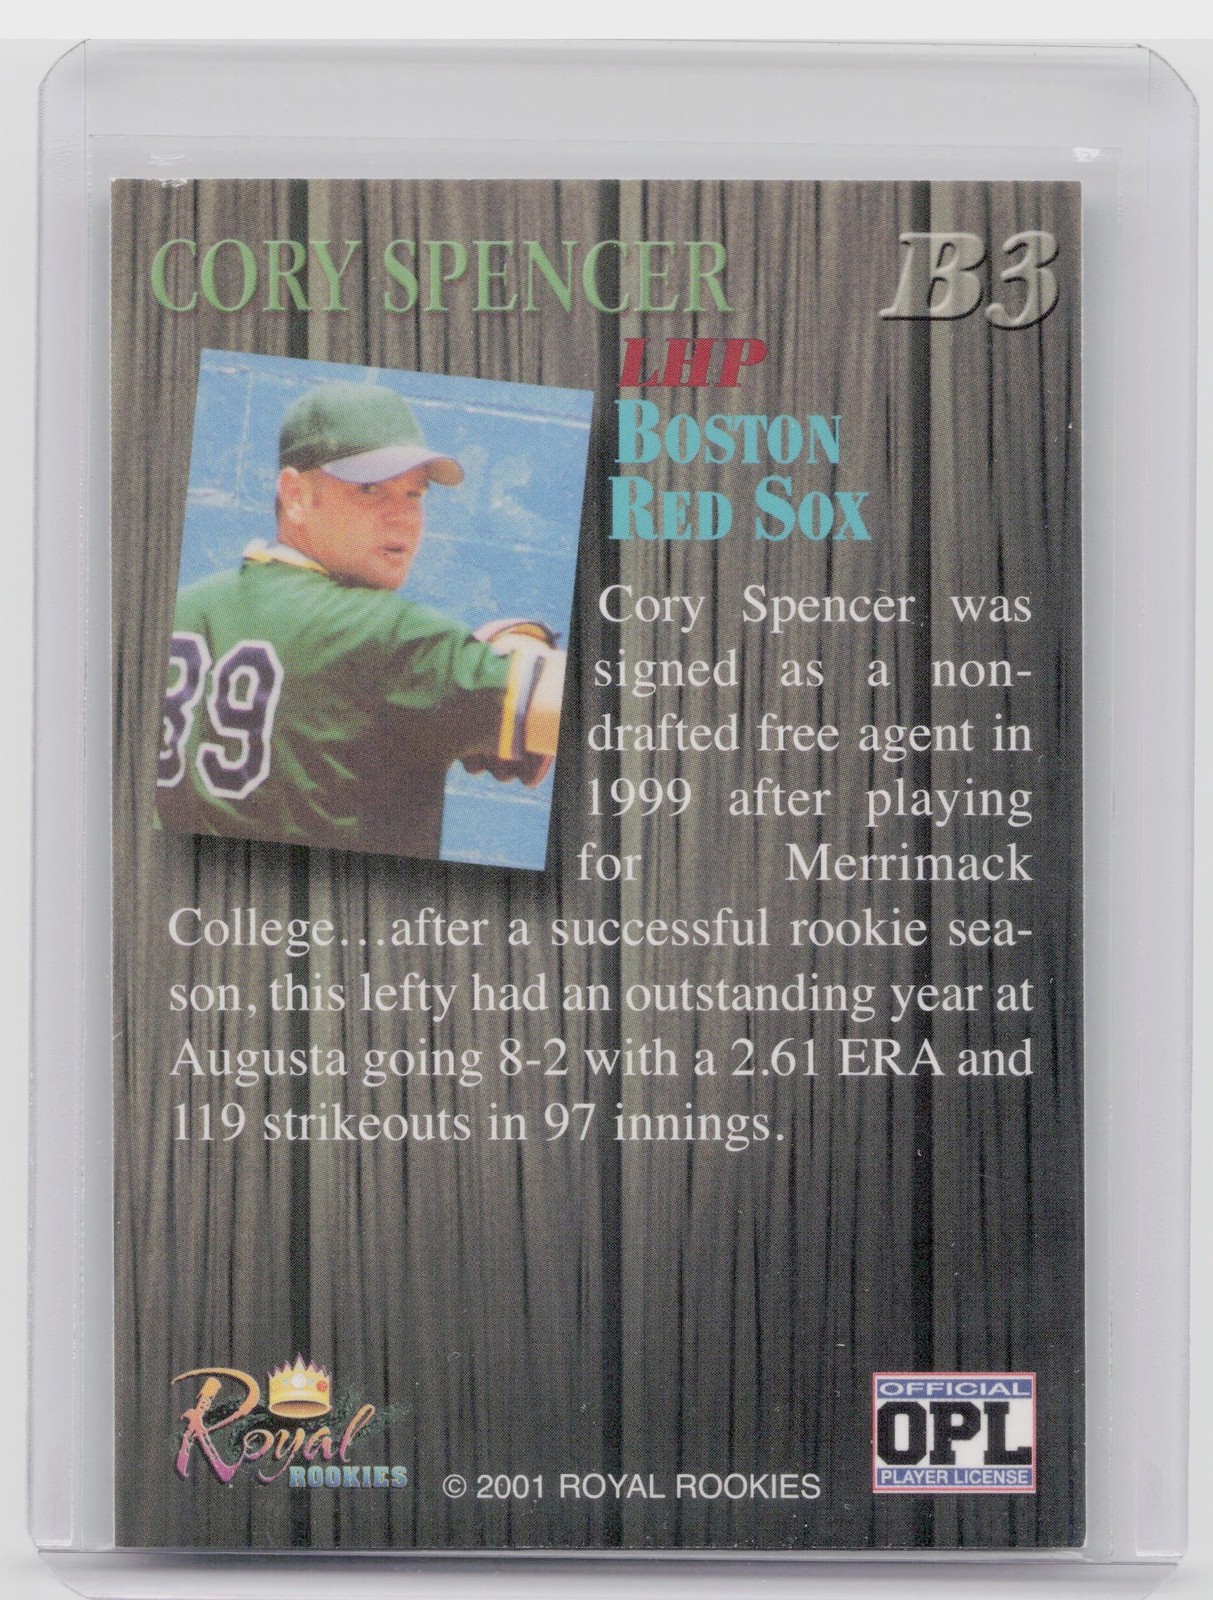 CORY SPENCER
B3
LHP
BOSTON
RED SOX
Cory Spencer was
signed as a non-
drafted free agent in
1999 after playing
for Merrimack
College...after a successful rookie sea-
son, this lefty had an outstanding year at
Augusta going 8-2 with a 2.61 ERA and
119 strikeouts in 97 innings.
39
Royal
ROOKIES
© 2001 ROYAL ROOKIES
OFFICIAL
OPL
PLAYER LICENSE